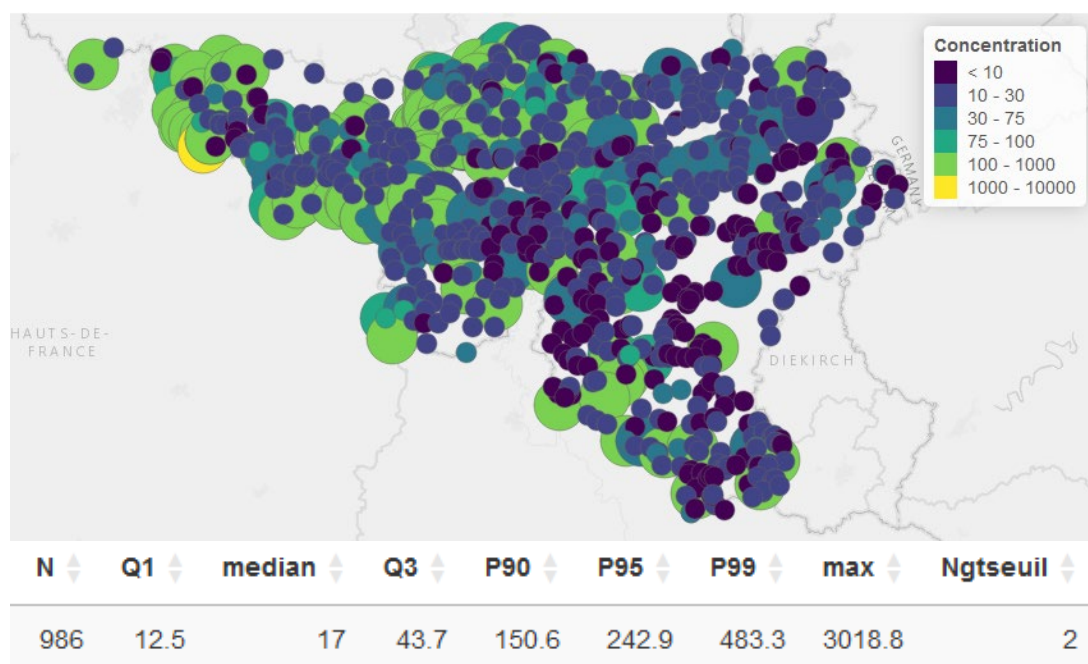 Concentration
< 10
10 - 30
30 - 75
75 - 100
100 - 1000
1000 - 10000
GERMANY
HAUTS-DE-
FRANCE
DIEKIRCH
N Q1 median Q3 P90 P95 P99 max Ngtseuil
986 12.5 17 43.7 150.6 242.9 483.3 3018.8 2